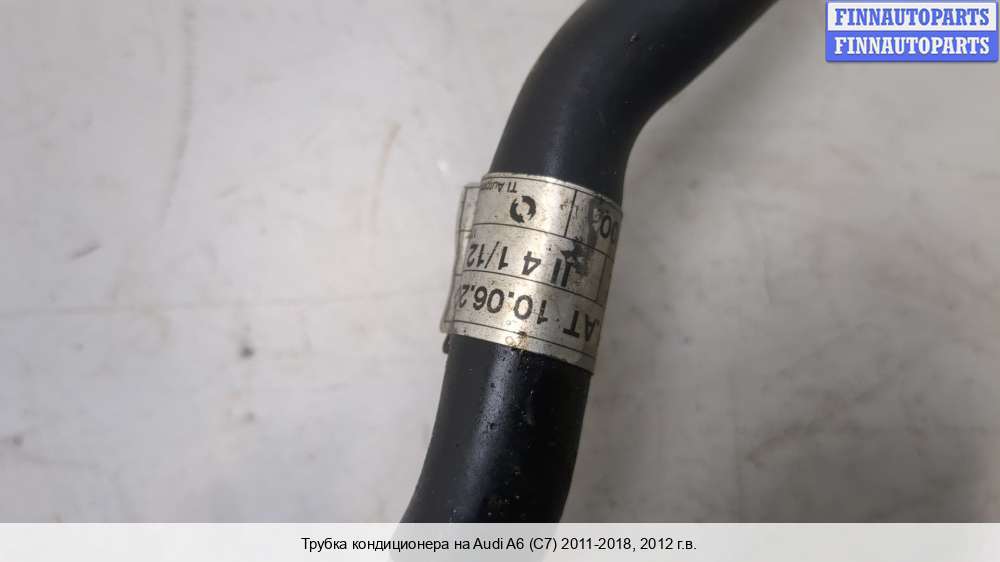 FINNAUTOPARTS
FINNAUTOPARTS
TI
4 1/12
AT 10.06.2
Трубка кондиционера на Audi A6 (C7) 2011-2018, 2012 г.в.